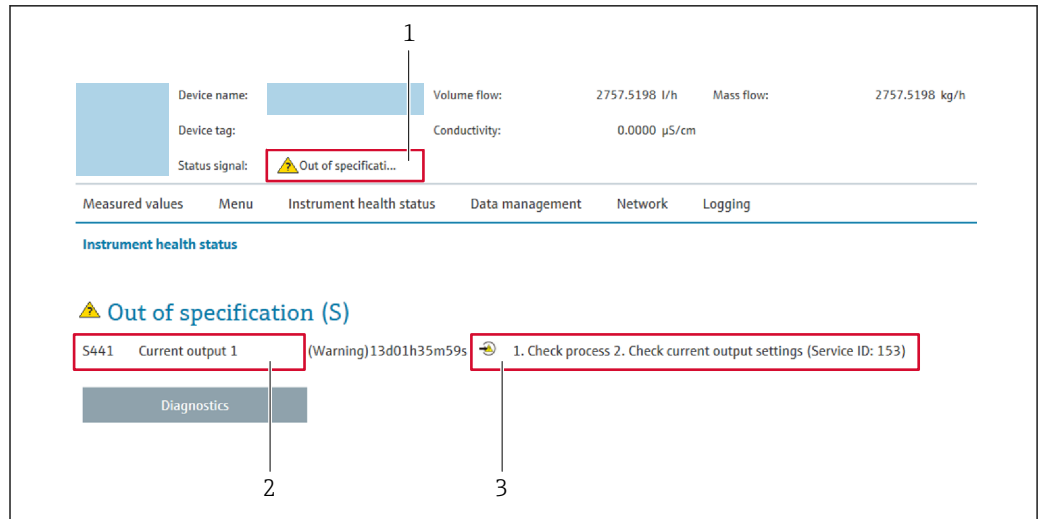 1
Device name: Volume flow: 2757.5198 l/h Mass flow: 2757.5198 kg/h
Device tag: Conductivity: 0.0000 µS/cm
Status signal: Out of specificati...
Measured values Menu Instrument health status Data management Network Logging
Instrument health status
Out of specification (S)
S441 Current output 1 (Warning)13d01h35m59s 1. Check process 2. Check current output settings (Service ID: 153)
Diagnostics
2 3